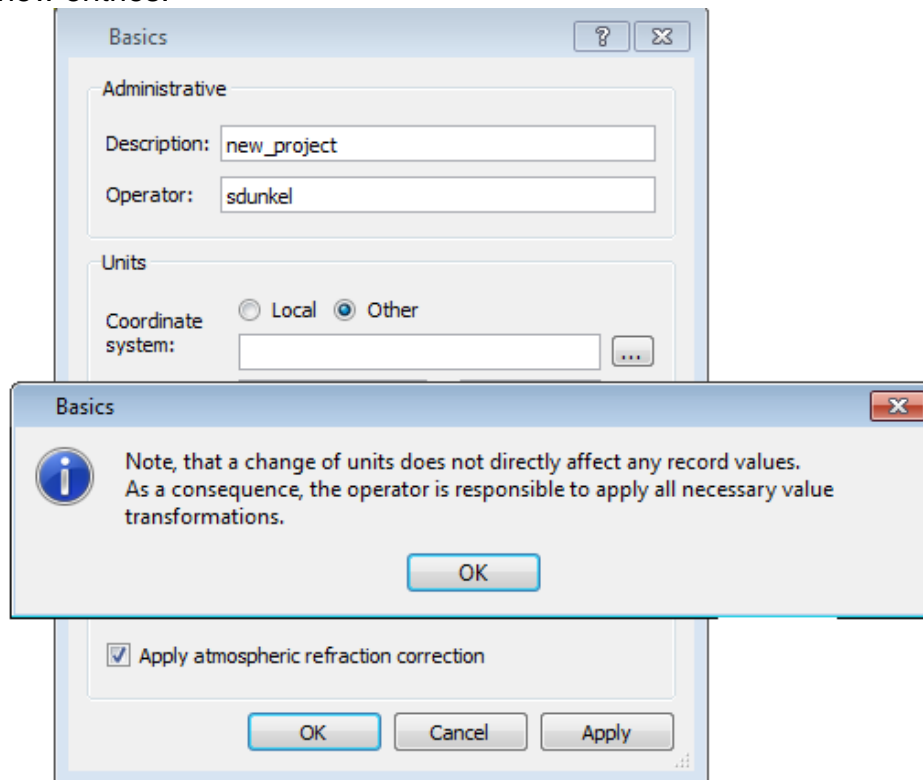 Basics
Administrative
Description: new_project
Operator: sdunkel
Units
Coordinate system:
Local Other
...
Basics
Note, that a change of units does not directly affect any record values.
As a consequence, the operator is responsible to apply all necessary value
transformations.
OK
Apply atmospheric refraction correction
OK Cancel Apply